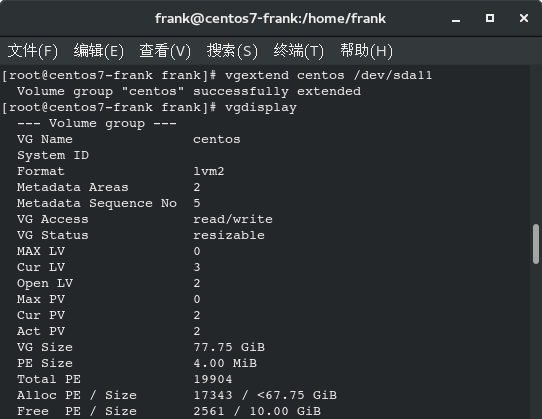 frank@centos7-frank:/home/frank
文件(F) 编辑(E) 查看(V) 搜索(S) 终端(T) 帮助(H)
[root@centos7-frank frank]# vgextend centos /dev/sda11
  Volume group "centos" successfully extended
[root@centos7-frank frank]# vgdisplay
  --- Volume group ---
  VG Name               centos
  System ID
  Format                lvm2
  Metadata Areas        2
  Metadata Sequence No  5
  VG Access             read/write
  VG Status             resizable
  MAX LV                0
  Cur LV                3
  Open LV               2
  Max PV                0
  Cur PV                2
  Act PV                2
  VG Size               77.75 GiB
  PE Size               4.00 MiB
  Total PE              19904
  Alloc PE / Size       17343 / <67.75 GiB
  Free  PE / Size       2561 / 10.00 GiB